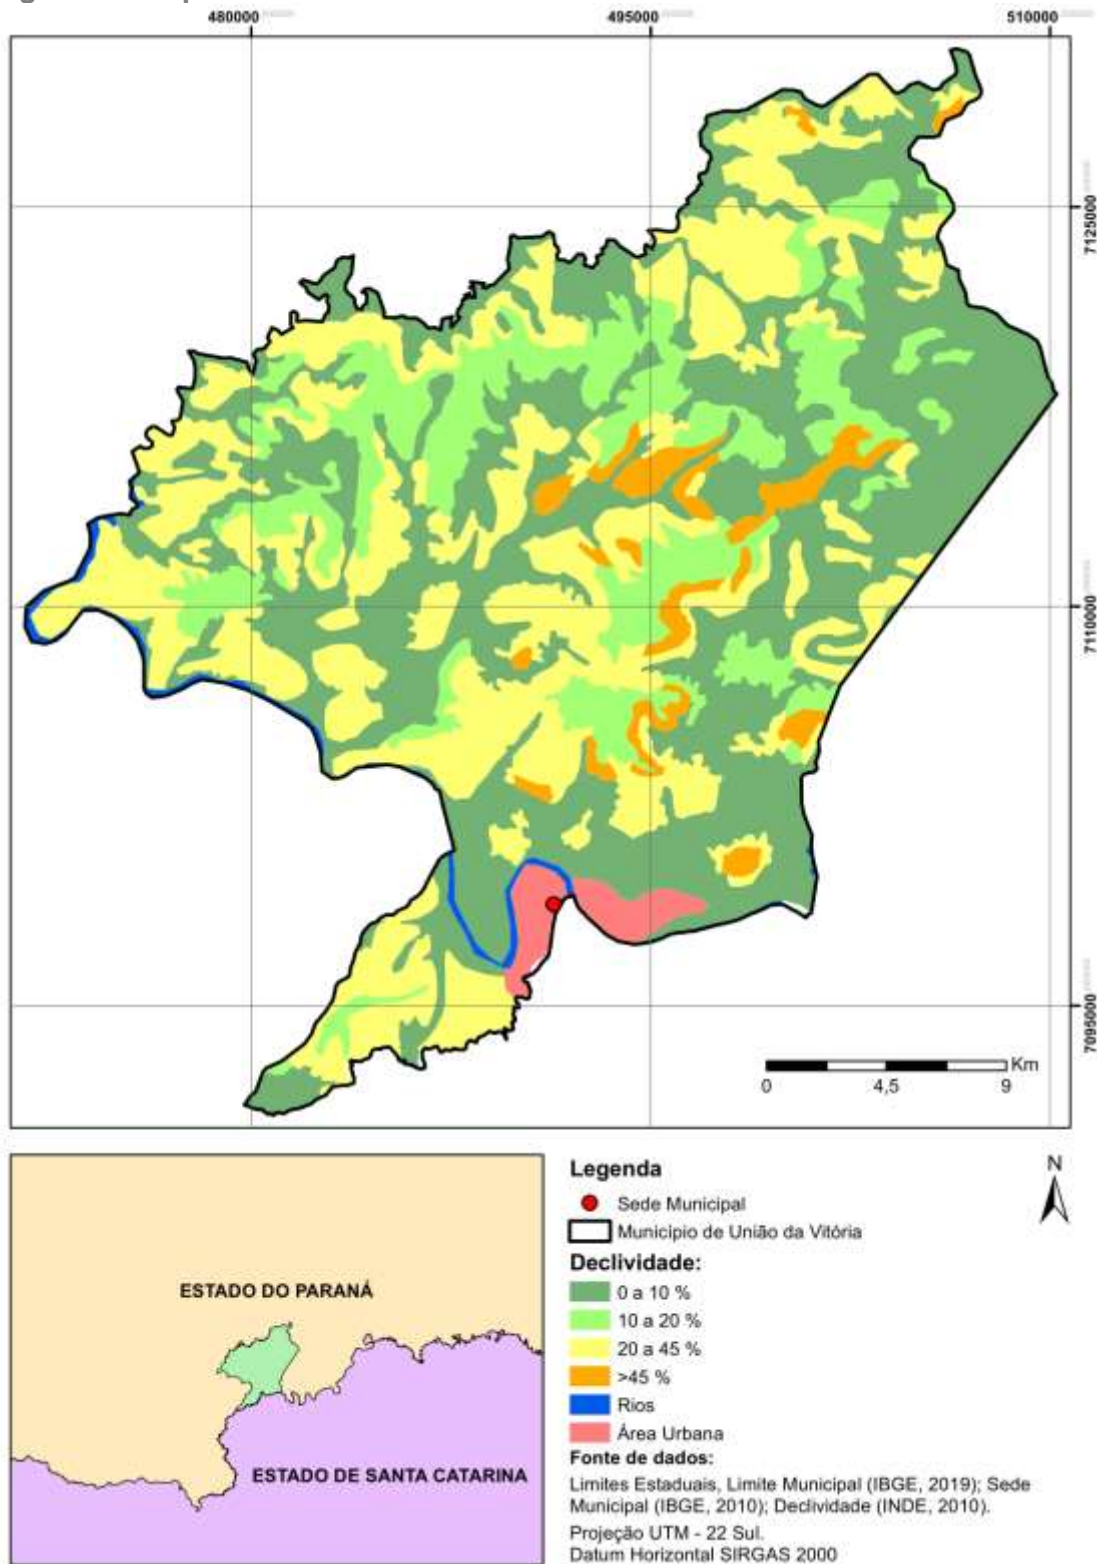 480000
495000
510000
7125000
7110000
7095000
Km
0
4,5
9
N
Legenda
Sede Municipal
Município de União da Vitória
Declividade:
0 a 10 %
10 a 20 %
20 a 45 %
>45 %
Rios
Área Urbana
Fonte de dados:
Limites Estaduais, Limite Municipal (IBGE, 2019); Sede
Municipal (IBGE, 2010); Declividade (INDE, 2010).
Projeção UTM - 22 Sul.
Datum Horizontal SIRGAS 2000
ESTADO DO PARANÁ
ESTADO DE SANTA CATARINA